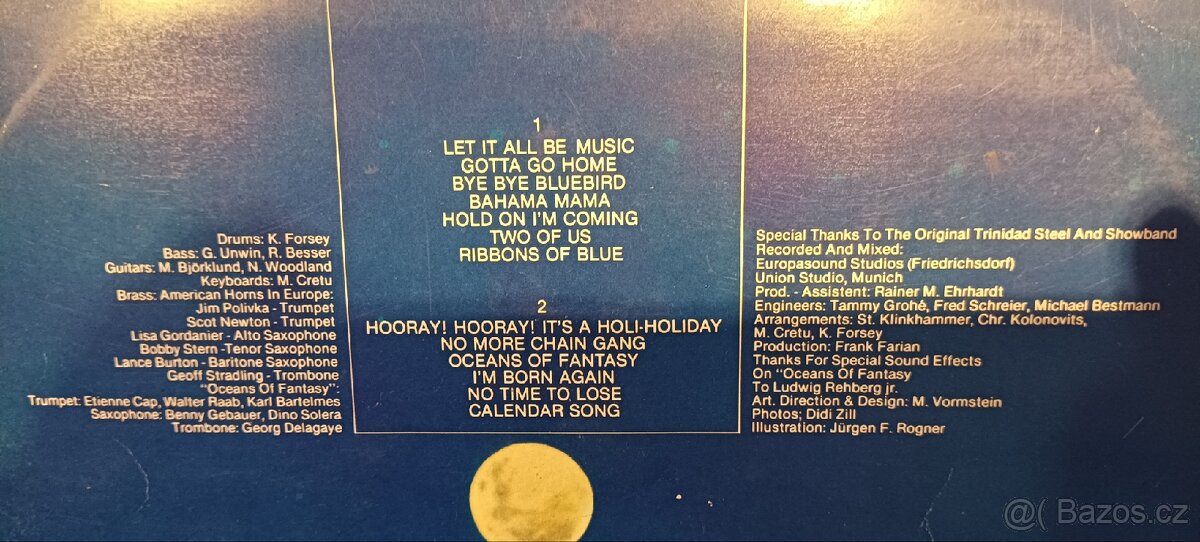 Drums: K. Forsey
Bass: G. Unwin, R. Besser
Guitars: M. Björklund, N. Woodland
Keyboards: M. Cretu
Brass: American Horns In Europe:
Jim Polivka - Trumpet
Scot Newton - Trumpet
Lisa Gordanier - Alto Saxophone
Bobby Stern - Tenor Saxophone
Lance Burton - Baritone Saxophone
Geoff Stradling - Trombone
"Oceans Of Fantasy":
Trumpet: Etienne Cap, Walter Raab, Karl Bartelmes
Saxophone: Benny Gebauer, Dino Solera
Trombone: Georg Delagaye
1
LET IT ALL BE MUSIC
GOTTA GO HOME
BYE BYE BLUEBIRD
BAHAMA MAMA
HOLD ON I'M COMING
TWO OF US
RIBBONS OF BLUE
2
HOORAY! HOORAY! IT'S A HOLI-HOLIDAY
NO MORE CHAIN GANG
OCEANS OF FANTASY
I'M BORN AGAIN
NO TIME TO LOSE
CALENDAR SONG
Special Thanks To The Original Trinidad Steel And Showband
Recorded And Mixed:
Europasound Studios (Friedrichsdorf)
Union Studio, Munich
Prod. - Assistent: Rainer M. Ehrhardt
Engineers: Tammy Grohé, Fred Schreier, Michael Bestmann
Arrangements: St. Klinkhammer, Chr. Kolonovits,
M. Cretu, K. Forsey
Production: Frank Farian
Thanks For Special Sound Effects
On "Oceans Of Fantasy
To Ludwig Rehberg jr.
Art. Direction & Design: M. Vormstein
Photos; Didi Zill
Illustration: Jürgen F. Rogner
@( Bazos.cz